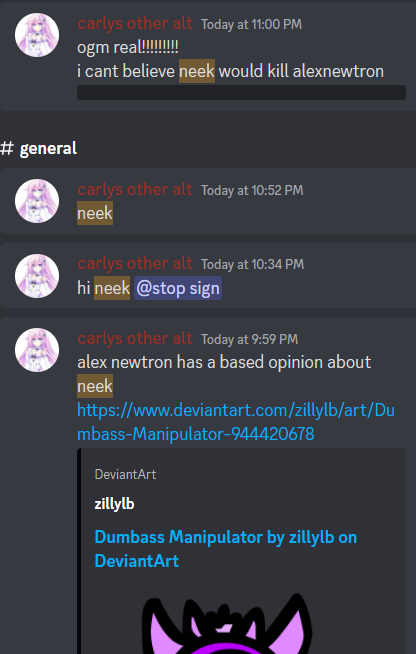 carlys other alt Today at 11:00 PM
ogm real!!!!!!!!!
i cant believe neek would kill alexnewtron
# general
carlys other alt Today at 10:52 PM
neek
carlys other alt Today at 10:34 PM
hi neek @stop sign
carlys other alt Today at 9:59 PM
alex newtron has a based opinion about
neek
https://www.deviantart.com/zillylb/art/Du
mbass-Manipulator-944420678
DeviantArt
zillylb
Dumbass Manipulator by zillylb on
DeviantArt